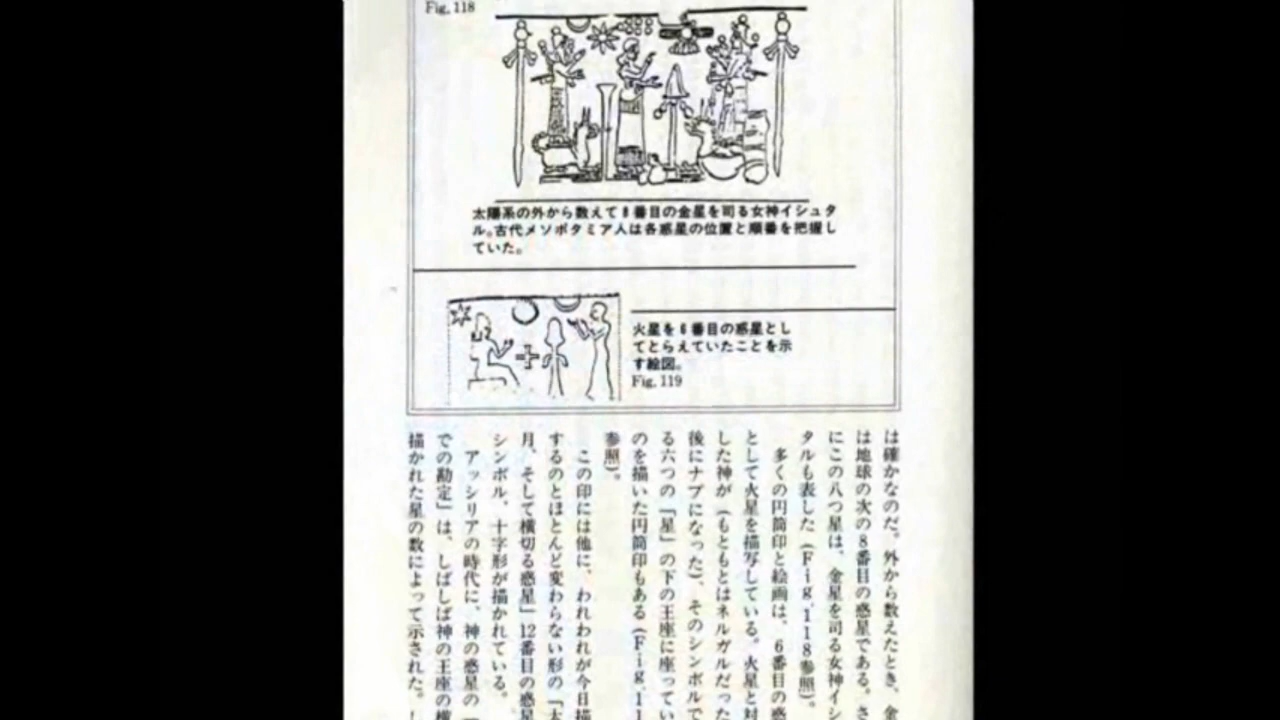 Fig. 118
太陽系の外から数えて8番目の金星を司る女神イシュタ
ル。古代メソポタミア人は各惑星の位置と順番を把握し
ていた。
火星を6番目の惑星とし
てとらえていたことを示
す絵図。
Fig. 119
は確かなのだ。外から数えたとき、金
は地球の次の8番目の惑星である。さ
にこの八つ星は、金星を司る女神イシ
タルも表した（Fig.118参照）。
多くの円筒印と絵画は、6番目の惑
として火星を描写している。火星と対
した神が（もともとはネルガルだった
後にナブになった）、そのシンボルで
る六つの「星」の下の王座に座ってい
のを描いた円筒印もある（Fig.11
参照）。
この印には他に、われわれが今日描
するのとほとんど変わらない形の「太
月、そして横切る惑星」12番目の惑星
シンボル、十字形が描かれている。
アッシリアの時代に、神の惑星の「
での勘定」は、しばしば神の王座の横
描かれた星の数によって示された。